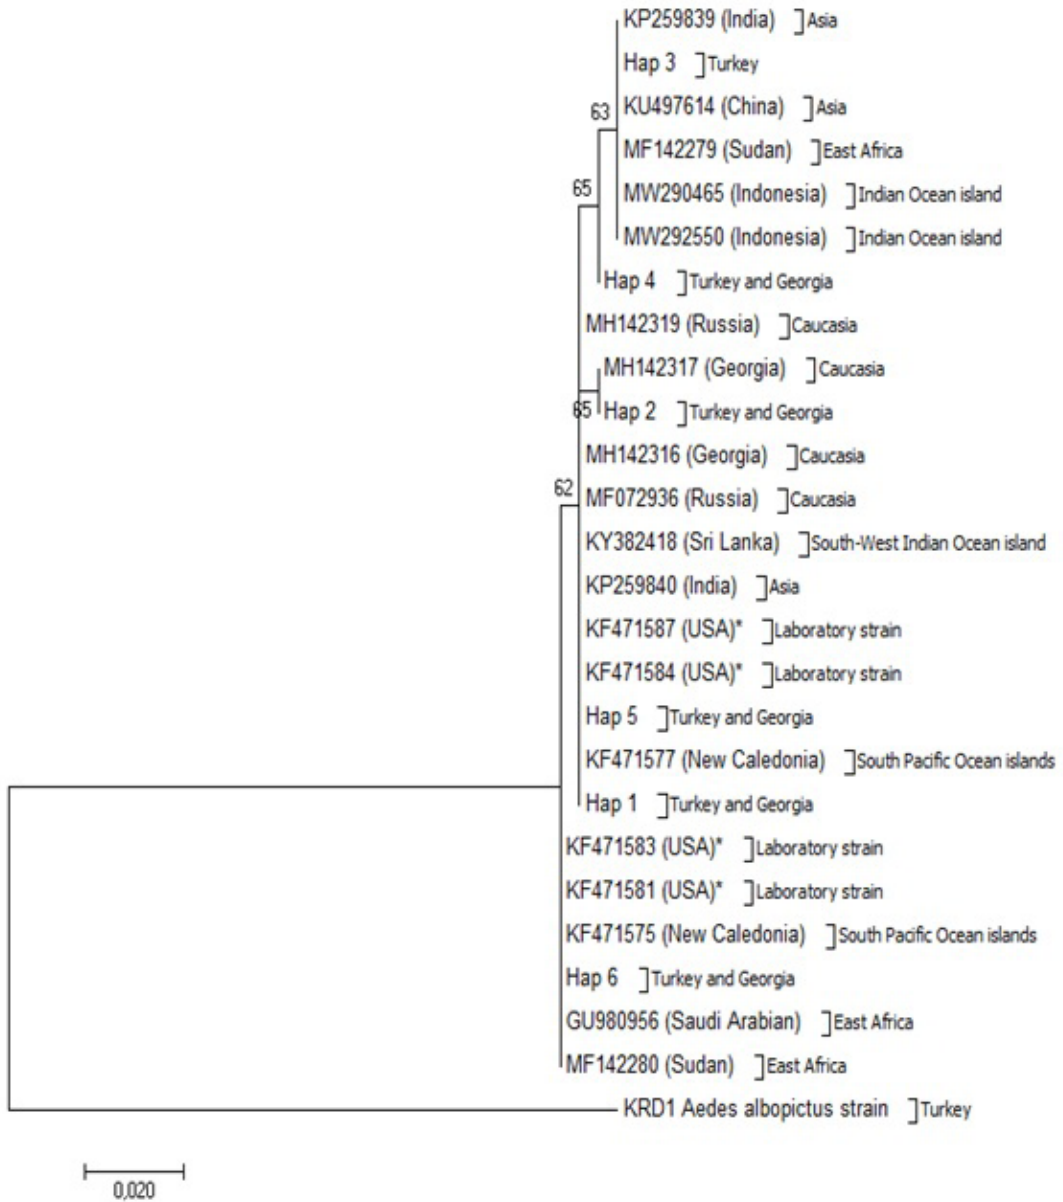 KP259839 (India) Asia
Hap 3 Turkey
63
KU497614 (China) Asia
MF142279 (Sudan) East Africa
65
MW290465 (Indonesia) Indian Ocean island
MW292550 (Indonesia) Indian Ocean island
Hap 4 Turkey and Georgia
MH142319 (Russia) Caucasia
MH142317 (Georgia) Caucasia
65 Hap 2 Turkey and Georgia
MH142316 (Georgia) Caucasia
62
MF072936 (Russia) Caucasia
KY382418 (Sri Lanka) South-West Indian Ocean island
KP259840 (India) Asia
KF471587 (USA)* Laboratory strain
KF471584 (USA)* Laboratory strain
Hap 5 Turkey and Georgia
KF471577 (New Caledonia) South Pacific Ocean islands
Hap 1 Turkey and Georgia
KF471583 (USA)* Laboratory strain
KF471581 (USA)* Laboratory strain
KF471575 (New Caledonia) South Pacific Ocean islands
Hap 6 Turkey and Georgia
GU980956 (Saudi Arabian) East Africa
MF142280 (Sudan) East Africa
KRD1 Aedes albopictus strain Turkey
0,020